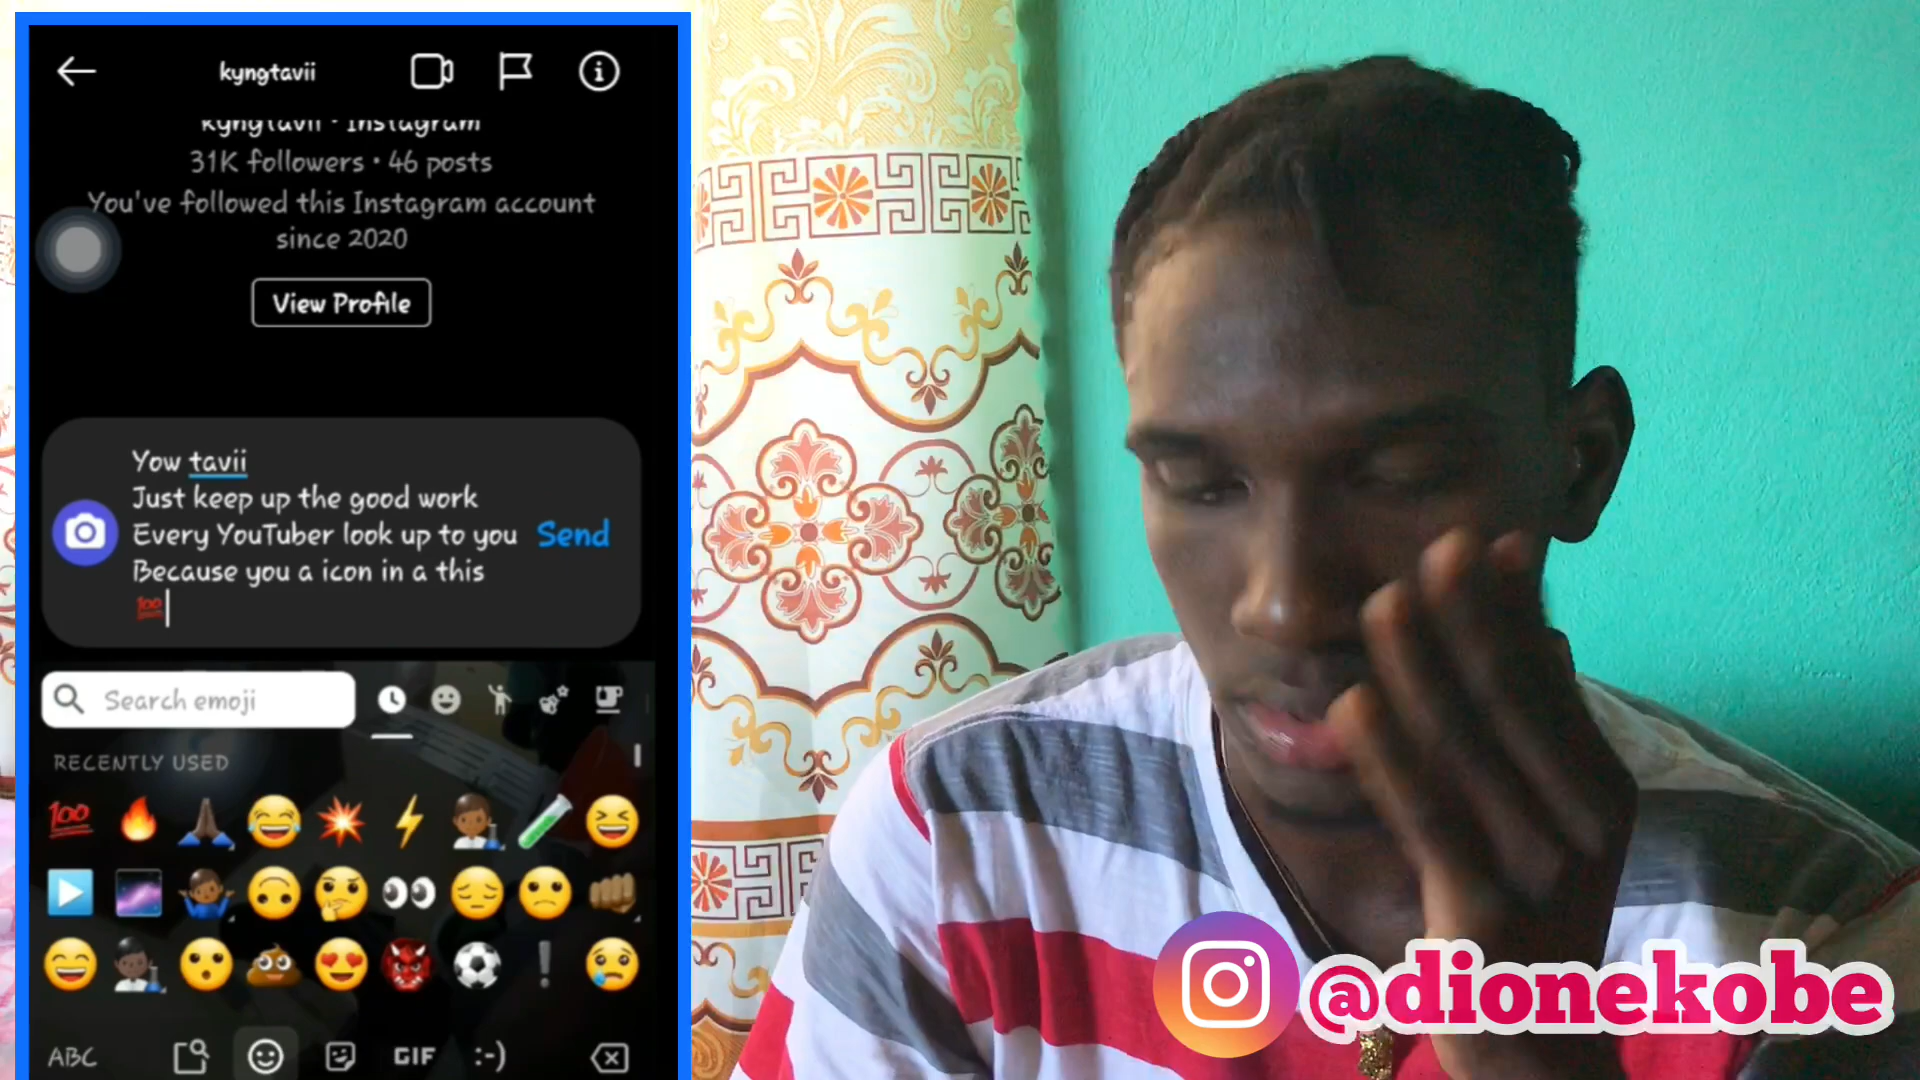 kyngtavii
kyngtavii · Instagram
31K followers • 46 posts
You've followed this Instagram account
since 2020
View Profile
Yow tavii
Just keep up the good work
Every YouTuber look up to you
Because you a icon in a this
💯
Send
Search emoji
RECENTLY USED
ABC
GIF
:-)
@dionekobe